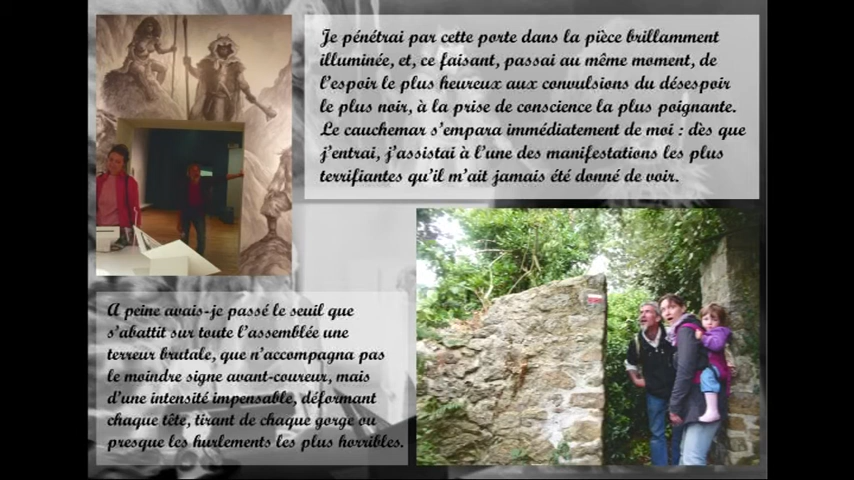 Je pénétrai par cette porte dans la pièce brillamment
illuminée, et, ce faisant, passai au même moment, de
l'espoir le plus heureux aux convulsions du désespoir
le plus noir, à la prise de conscience la plus poignante.
Le cauchemar s'empara immédiatement de moi : dès que
j'entrai, j'assistai à l'une des manifestations les plus
terrifiantes qu'il m'ait jamais été donné de voir.
A peine avais-je passé le seuil que
s'abattit sur toute l'assemblée une
terreur brutale, que n'accompagna pas
le moindre signe avant-coureur, mais
d'une intensité impensable, déformant
chaque tête, tirant de chaque gorge ou
presque les hurlements les plus horribles.